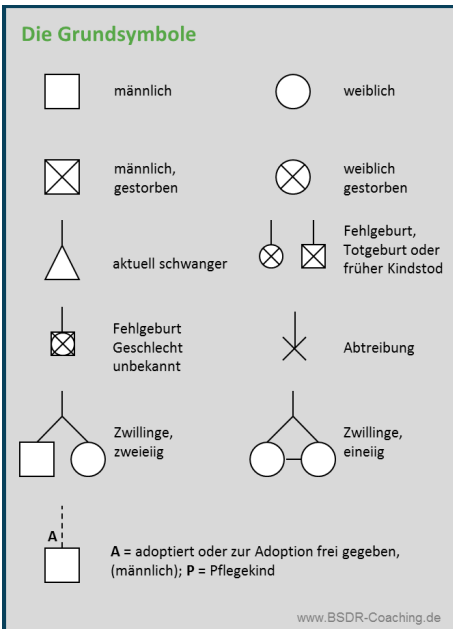 Die Grundsymbole
männlich
weiblich
männlich,
gestorben
weiblich
gestorben
aktuell schwanger
Fehlgeburt,
Totgeburt oder
früher Kindstod
Fehlgeburt
Geschlecht
unbekannt
Abtreibung
Zwillinge,
zweieiig
Zwillinge,
eineiig
A
A = adoptiert oder zur Adoption frei gegeben,
(männlich); P = Pflegekind
www.BSDR-Coaching.de